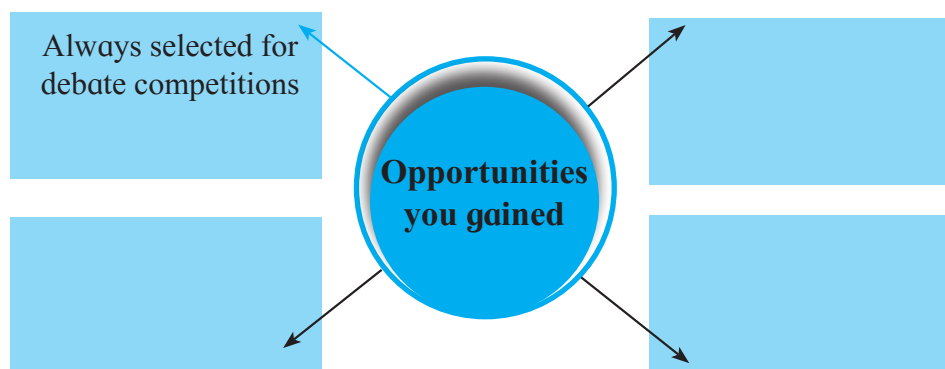 Always selected for
debate competitions
Opportunities
you gained